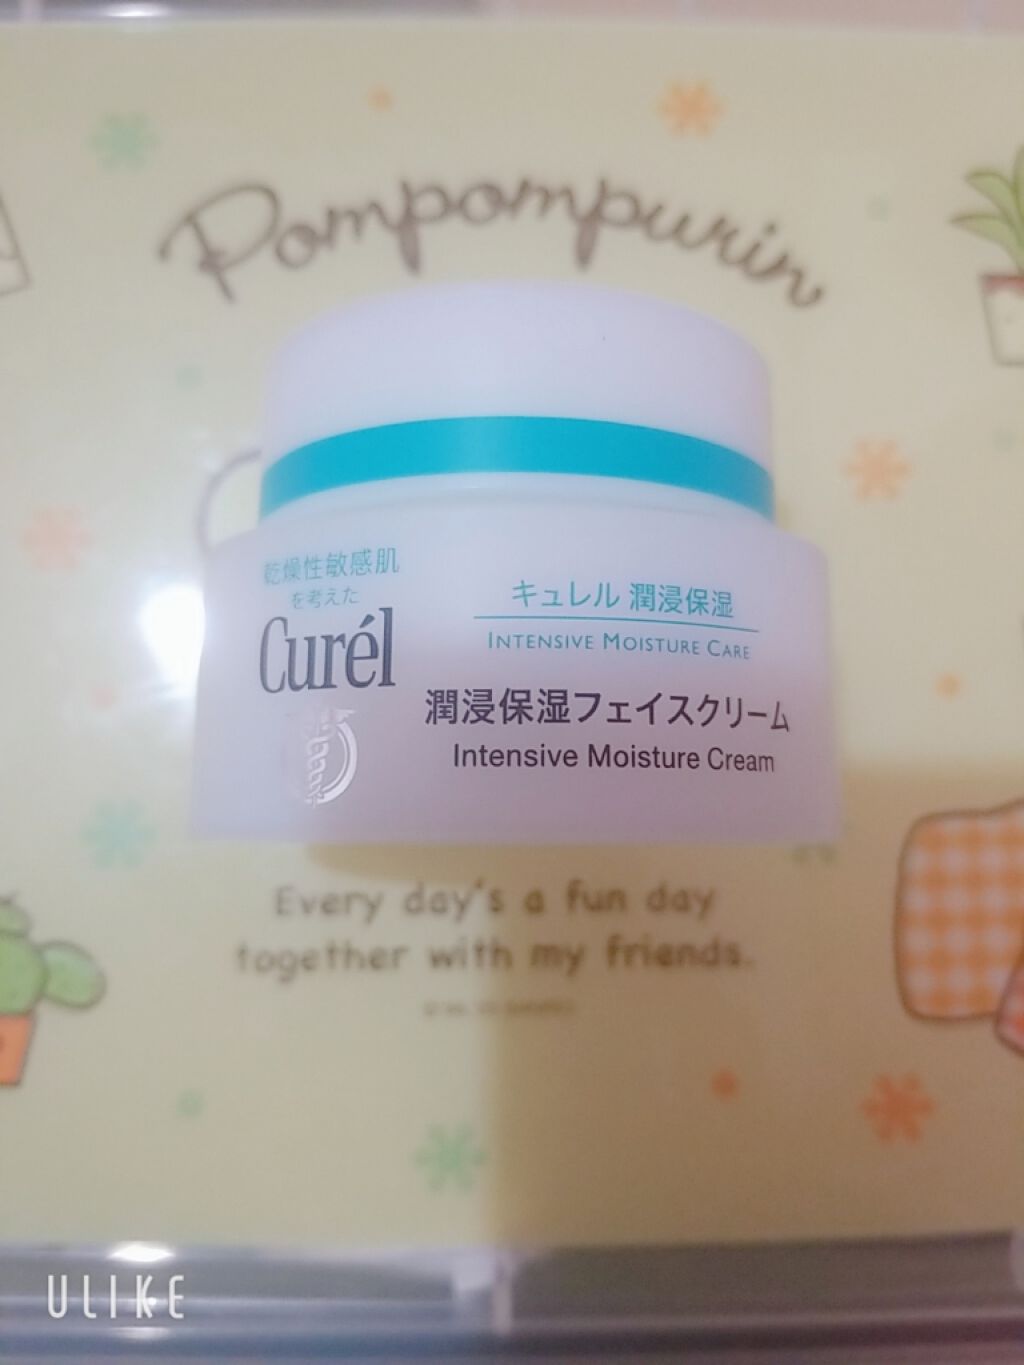 Pompompurin
乾燥性敏感肌
を考えた
Curél
キュレル 潤浸保湿
INTENSIVE MOISTURE CARE
潤浸保湿フェイスクリーム
Intensive Moisture Cream
Every day's a fun day
together with my friends.
ULIKE